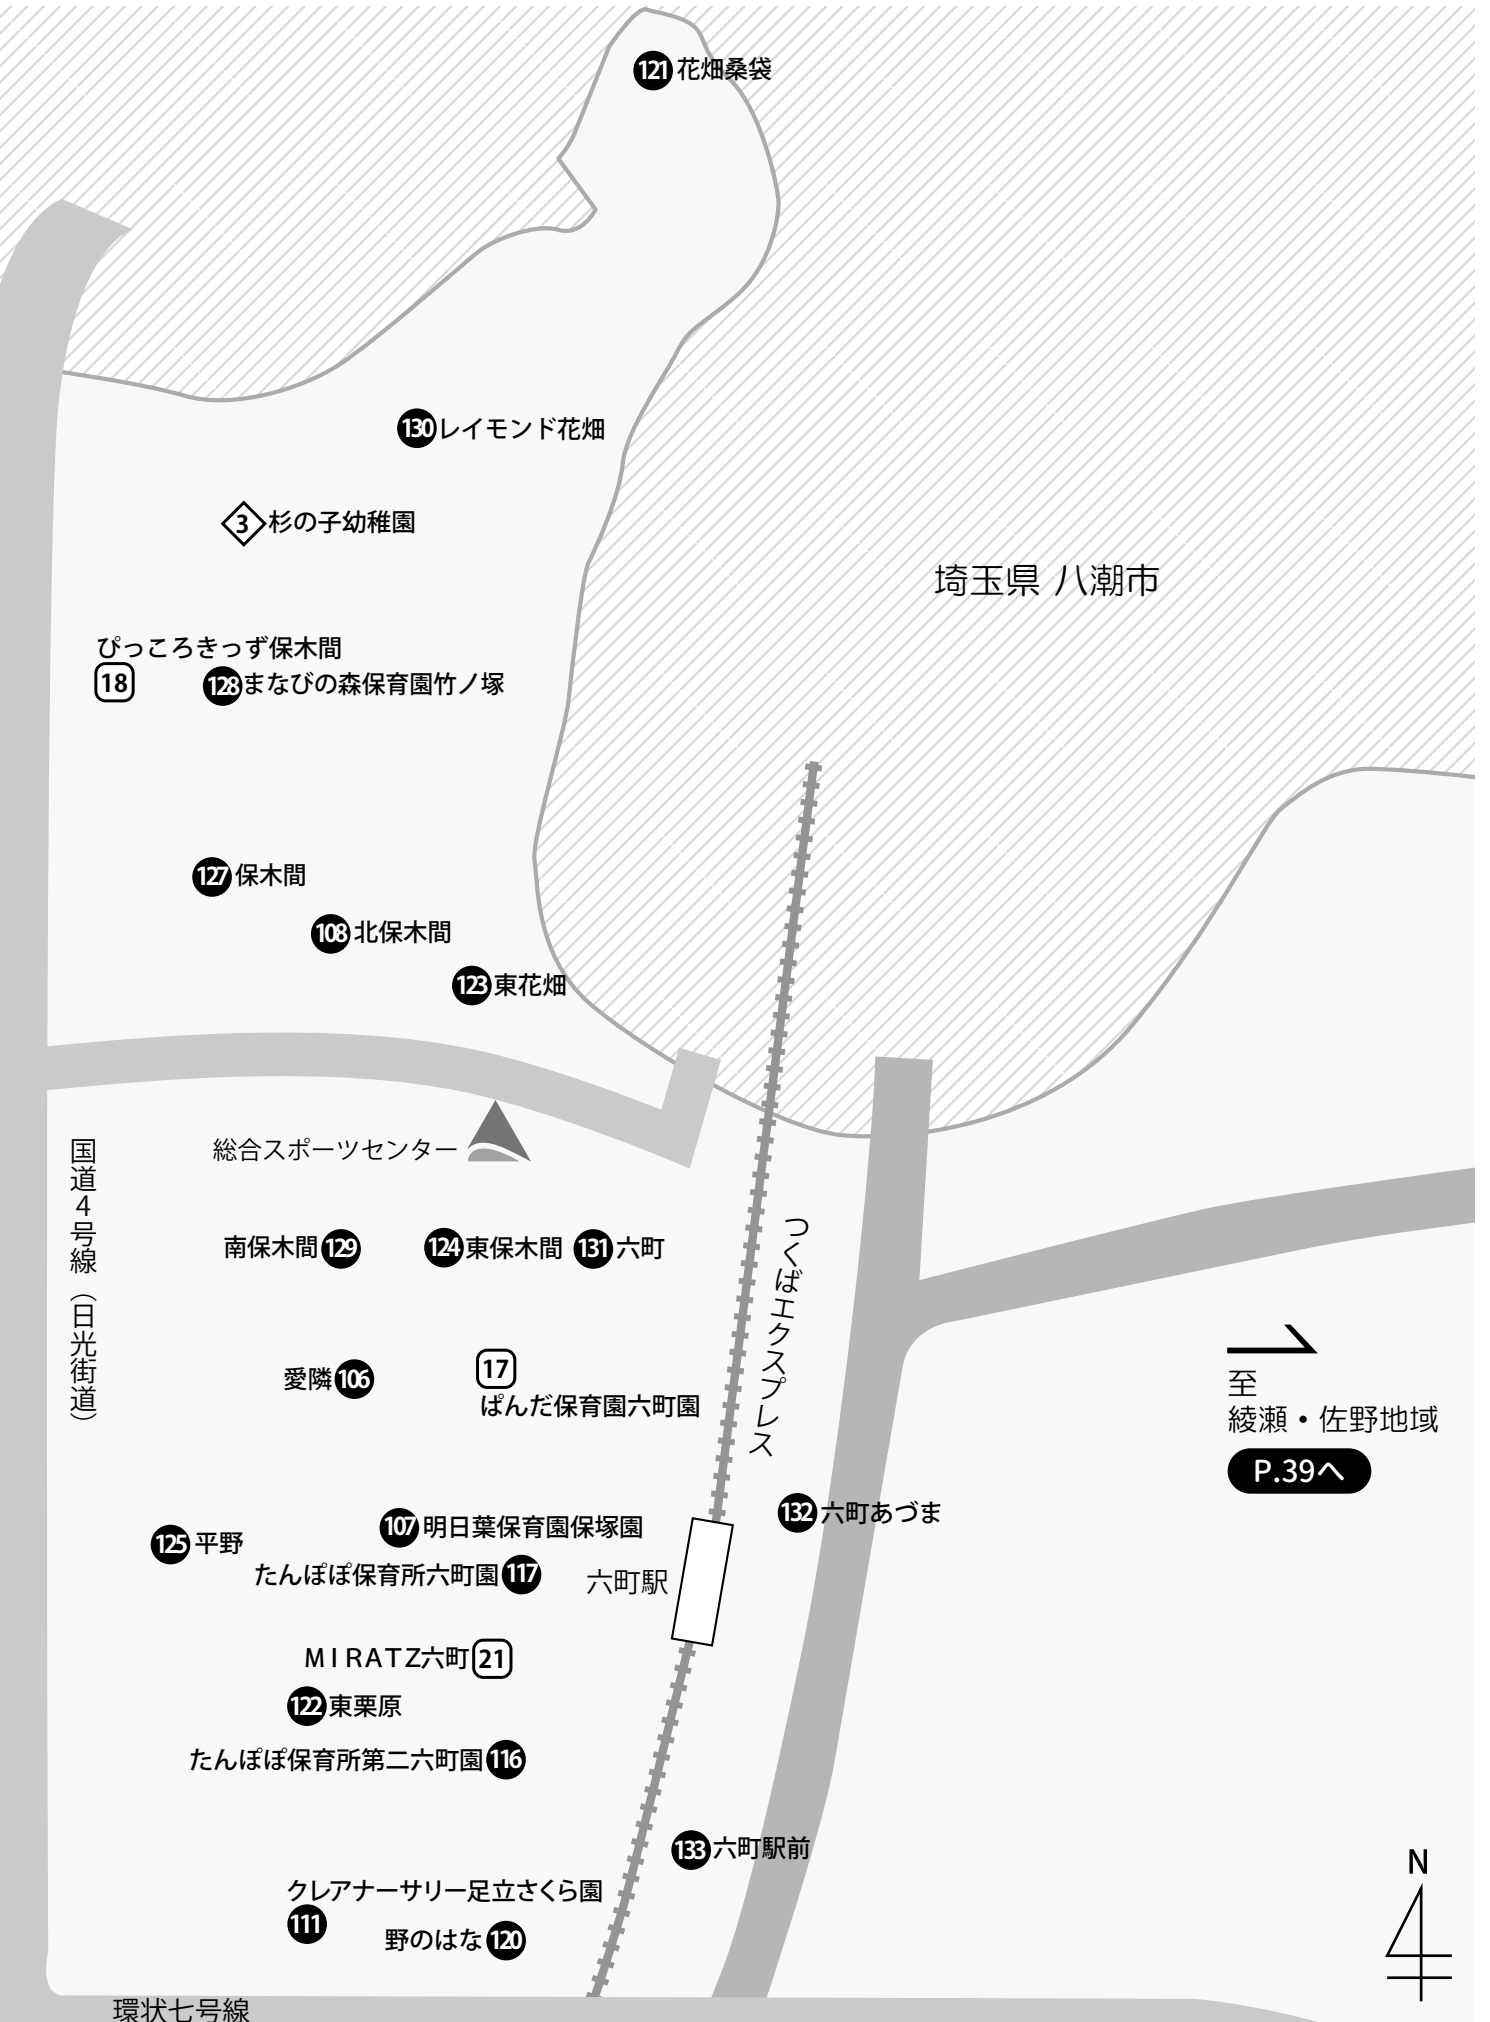 121 花畑桑袋
130 レイモンド花畑
3 杉の子幼稚園
埼玉県 八潮市
ぴっころきっず保木間
18
128 まなびの森保育園竹ノ塚
127 保木間
108 北保木間
123 東花畑
総合スポーツセンター
国道4号線（日光街道）
南保木間 129
124 東保木間
131 六町
つくばエクスプレス
愛隣 106
17
ぱんだ保育園六町園
至
綾瀬・佐野地域
P.39へ
132 六町あづま
107 明日葉保育園保塚園
125 平野
たんぽぽ保育所六町園 117
六町駅
MIRATZ六町 21
122 東栗原
たんぽぽ保育所第二六町園 116
133 六町駅前
N
クレアナーサリー足立さくら園
111
野のはな 120
環状七号線